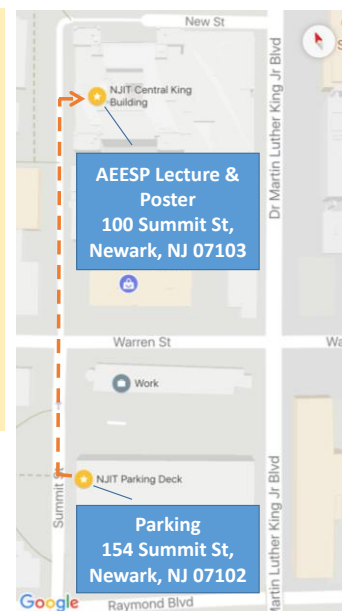 New St
NJIT Central King
Building
Dr Martin Luther King Jr Blvd
AEESP Lecture &
Poster
100 Summit St,
Newark, NJ 07103
Warren St
Wa
Work
Summit St
NJIT Parking Deck
Parking
154 Summit St,
Newark, NJ 07102
Martin Luther King Jr Blvd
Google
Raymond Blvd